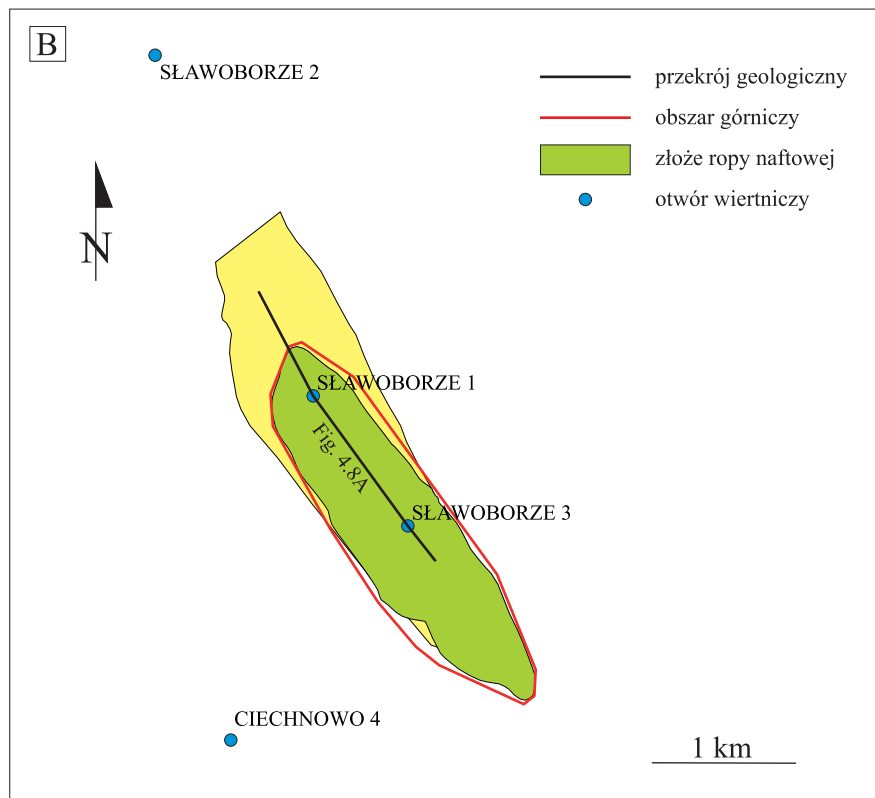 B
SŁAWOBORZE 2
przekrój geologiczny
obszar górniczy
złoże ropy naftowej
otwór wiertniczy
N
SŁAWOBORZE 1
Fig. 4.8A
SŁAWOBORZE 3
CIECHNOWO 4
1 km